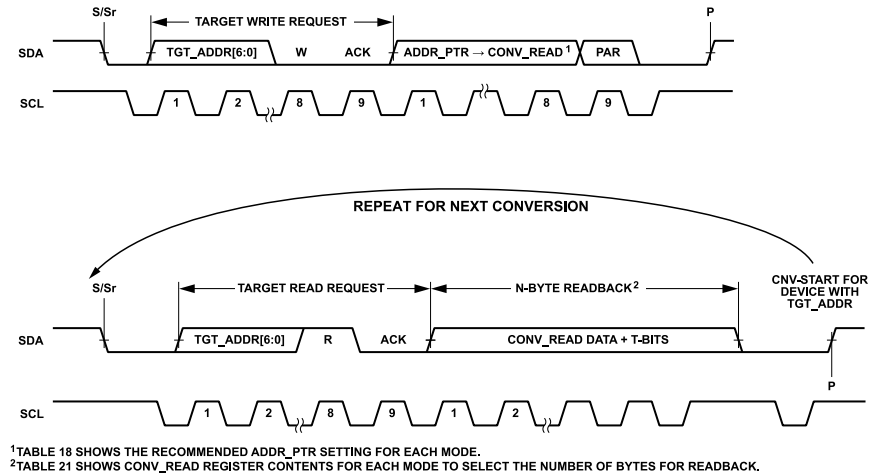 S/Sr
TARGET WRITE REQUEST
P
SDA
TGT_ADDR[6:0]
W
ACK
ADDR_PTR → CONV_READ¹
PAR
SCL
1
2
8
9
1
8
9
REPEAT FOR NEXT CONVERSION
S/Sr
TARGET READ REQUEST
N-BYTE READBACK²
CNV-START FOR
DEVICE WITH
TGT_ADDR
SDA
TGT_ADDR[6:0]
R
ACK
CONV_READ DATA + T-BITS
P
SCL
1
2
8
9
1
2
¹TABLE 18 SHOWS THE RECOMMENDED ADDR_PTR SETTING FOR EACH MODE.
²TABLE 21 SHOWS CONV_READ REGISTER CONTENTS FOR EACH MODE TO SELECT THE NUMBER OF BYTES FOR READBACK.